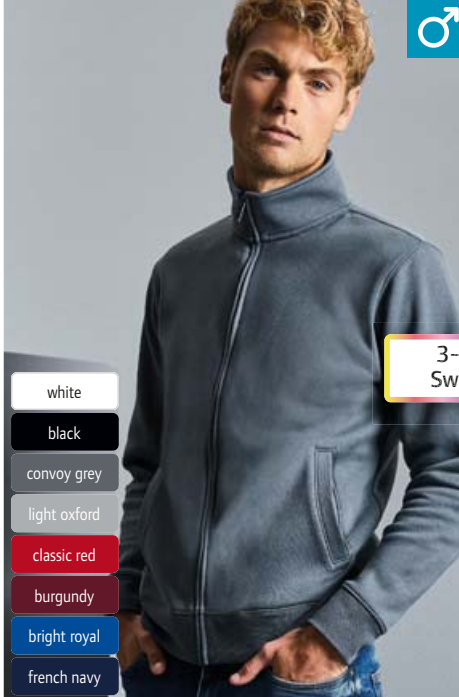 3-
Sw
white
black
convoy grey
light oxford
classic red
burgundy
bright royal
french navy